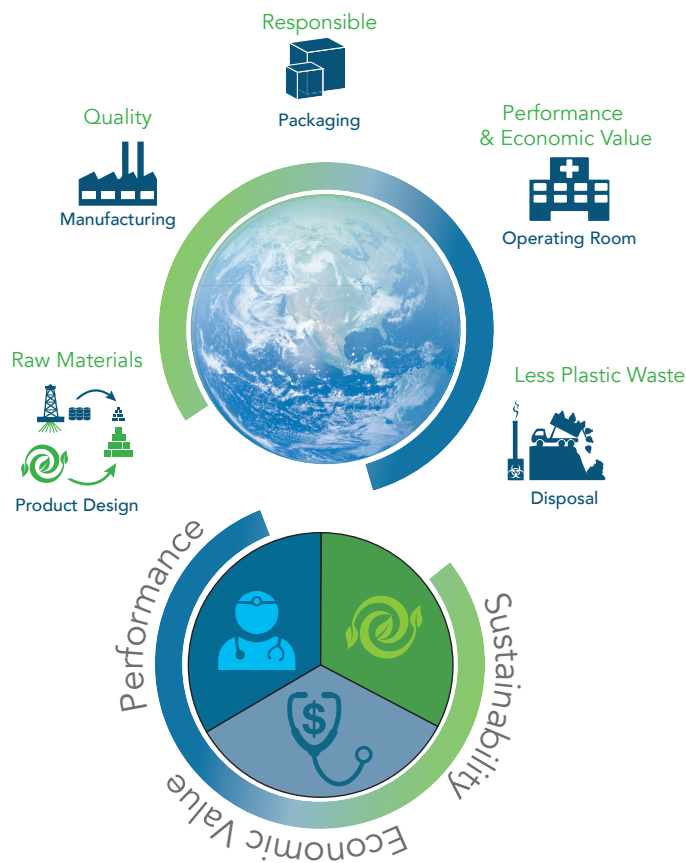 Responsible
Packaging
Quality
Manufacturing
Performance
& Economic Value
Operating Room
Raw Materials
Product Design
Less Plastic Waste
Disposal
Performance
$
Economic Value
Sustainability